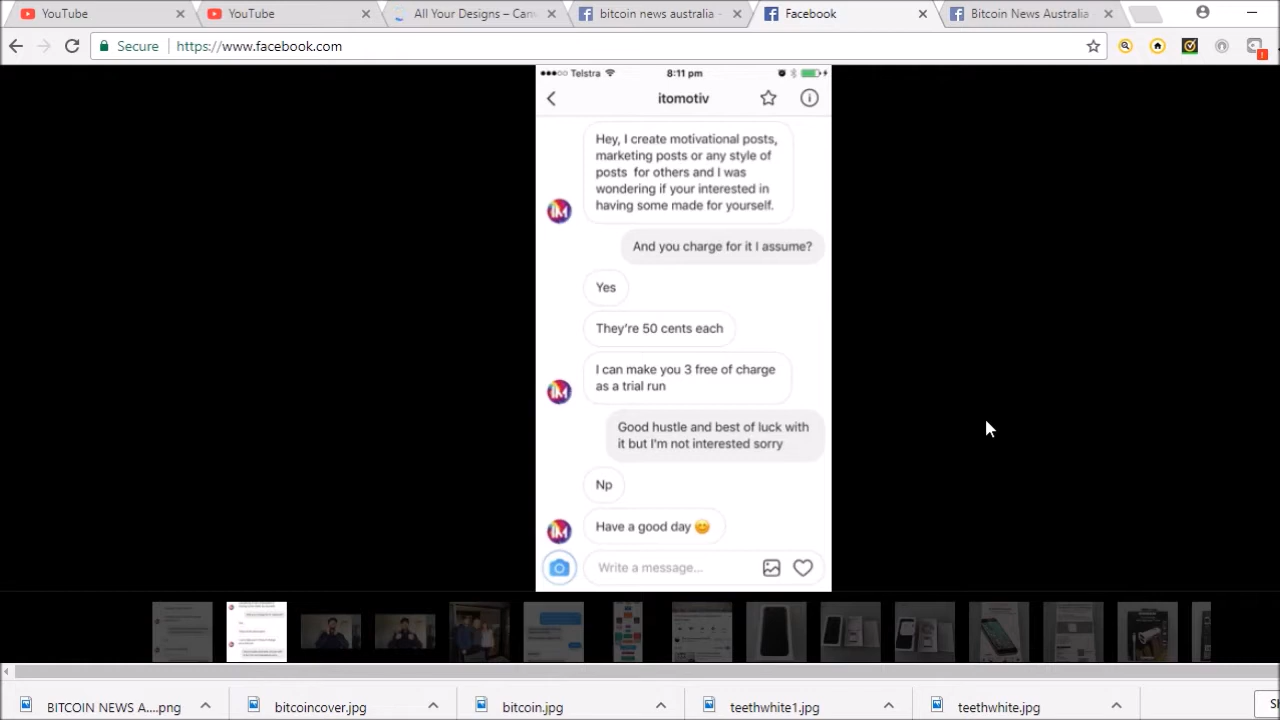 YouTube
YouTube
All Your Designs – Can
bitcoin news australia -
Facebook
Bitcoin News Australia
Secure
https://www.facebook.com
Telstra
8:11 pm
itomotiv
Hey, I create motivational posts,
marketing posts or any style of
posts for others and I was
wondering if your interested in
having some made for yourself.
And you charge for it I assume?
Yes
They're 50 cents each
I can make you 3 free of charge
as a trial run
Good hustle and best of luck with
it but I'm not interested sorry
Np
Have a good day 😊
Write a message...
BITCOIN NEWS A....png
bitcoincover.jpg
bitcoin.jpg
teethwhite1.jpg
teethwhite.jpg